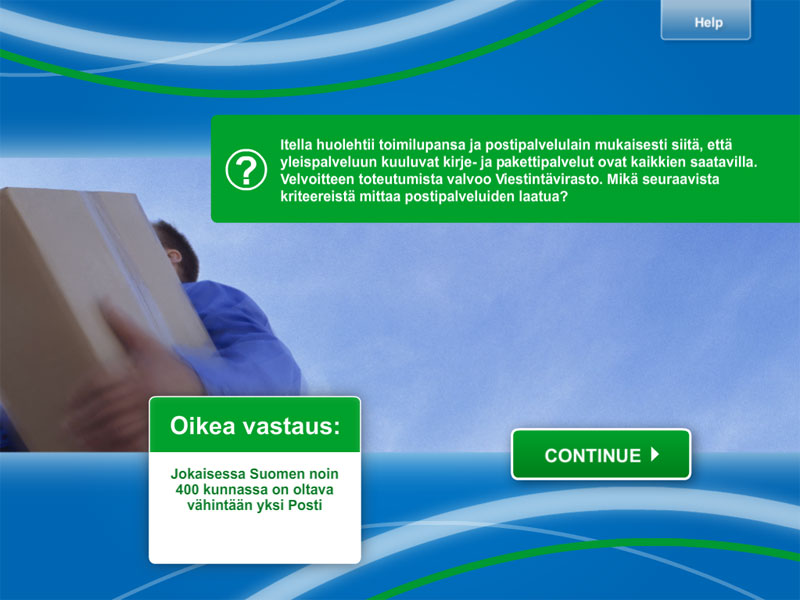 Help
?
Itella huolehtii toimilupansa ja postipalvelulain mukaisesti siitä, että
yleispalveluun kuuluvat kirje- ja pakettipalvelut ovat kaikkien saatavilla.
Velvoitteen toteutumista valvoo Viestintävirasto. Mikä seuraavista
kriteereistä mittaa postipalveluiden laatua?
Oikea vastaus:
Jokaisessa Suomen noin
400 kunnassa on oltava
vähintään yksi Posti
CONTINUE